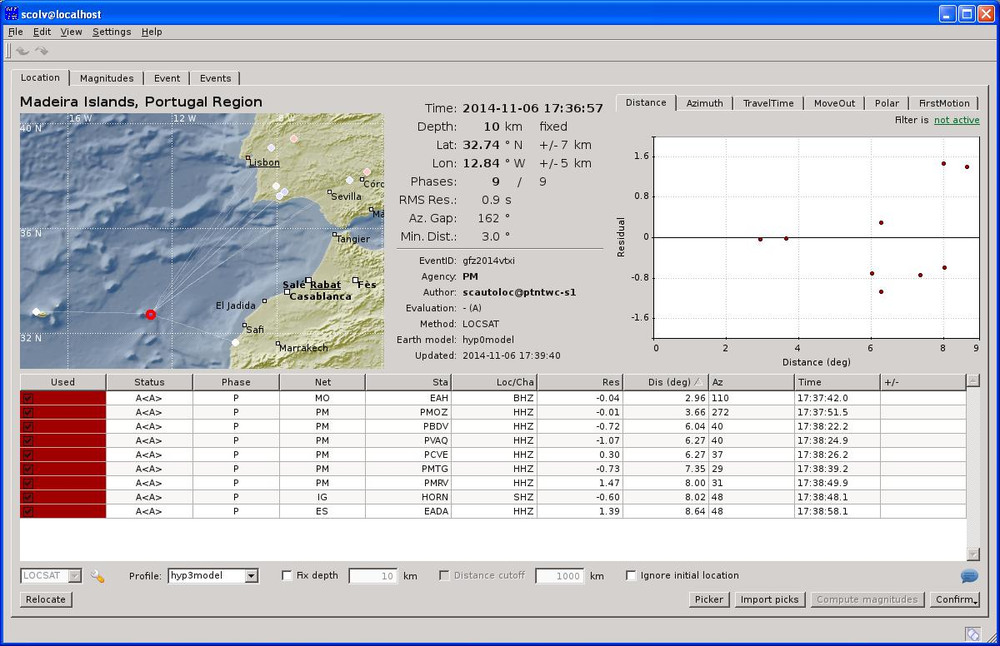 scolv@localhost
File Edit View Settings Help
Location Magnitudes Event Events
Madeira Islands, Portugal Region
40 N 16 W 12 W 8 W
Lisbon
Sevilla
Córc
Má
36 N
Tangier
Salé Rabat Fès
Casablanca
El Jadida
Safi
32 N
Marrakech
Time: 2014-11-06 17:36:57
Depth: 10 km fixed
Lat: 32.74 ° N +/- 7 km
Lon: 12.84 ° W +/- 5 km
Phases: 9 / 9
RMS Res.: 0.9 s
Az. Gap: 162 °
Min. Dist.: 3.0 °
EventID: gfz2014vtxi
Agency: PM
Author: scautoloc@ptntwc-s1
Evaluation: - (A)
Method: LOCSAT
Earth model: hyp0model
Updated: 2014-11-06 17:39:40
Distance Azimuth TravelTime MoveOut Polar FirstMotion
Filter is not active
Residual
1.6
0.8
0
-0.8
-1.6
0 2 4 6 8 9
Distance (deg)
Used Status Phase Net Sta Loc/Cha Res Dis (deg) Az Time +/-
A<A> P MO EAH BHZ -0.04 2.96 110 17:37:42.0
A<A> P PM PMOZ HHZ -0.01 3.66 272 17:37:51.5
A<A> P PM PBDV HHZ -0.72 6.04 40 17:38:22.2
A<A> P PM PVAQ HHZ -1.07 6.27 40 17:38:24.9
A<A> P PM PCVE HHZ 0.30 6.27 37 17:38:26.2
A<A> P PM PMTG HHZ -0.73 7.35 29 17:38:39.2
A<A> P PM PMRV HHZ 1.47 8.00 31 17:38:49.9
A<A> P IG HORN SHZ -0.60 8.02 48 17:38:48.1
A<A> P ES EADA HHZ 1.39 8.64 48 17:38:58.1
LOCSAT Profile: hyp3model Fix depth 10 km Distance cutoff 1000 km Ignore initial location
Relocate Picker Import picks Compute magnitudes Confirm